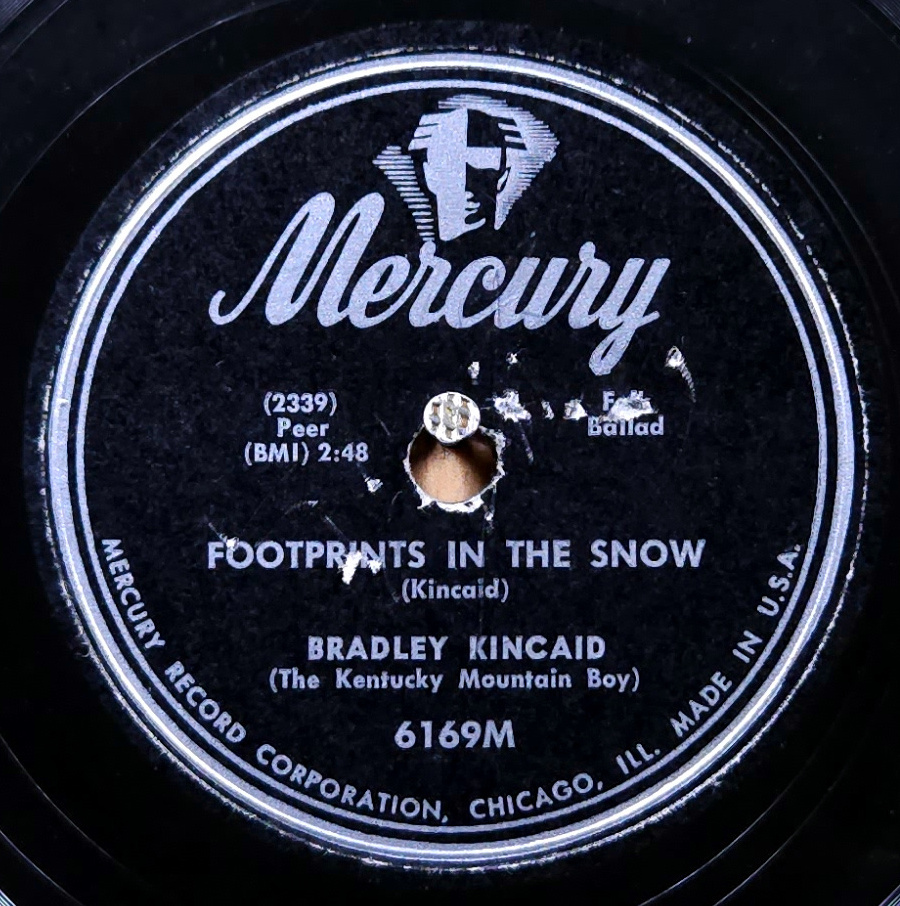 Mercury
(2339)
Peer
(BMI) 2:48
Folk
Ballad
FOOTPRINTS IN THE SNOW
(Kincaid)
BRADLEY KINCAID
(The Kentucky Mountain Boy)
6169M
MERCURY RECORD CORPORATION, CHICAGO, ILL. MADE IN U.S.A.